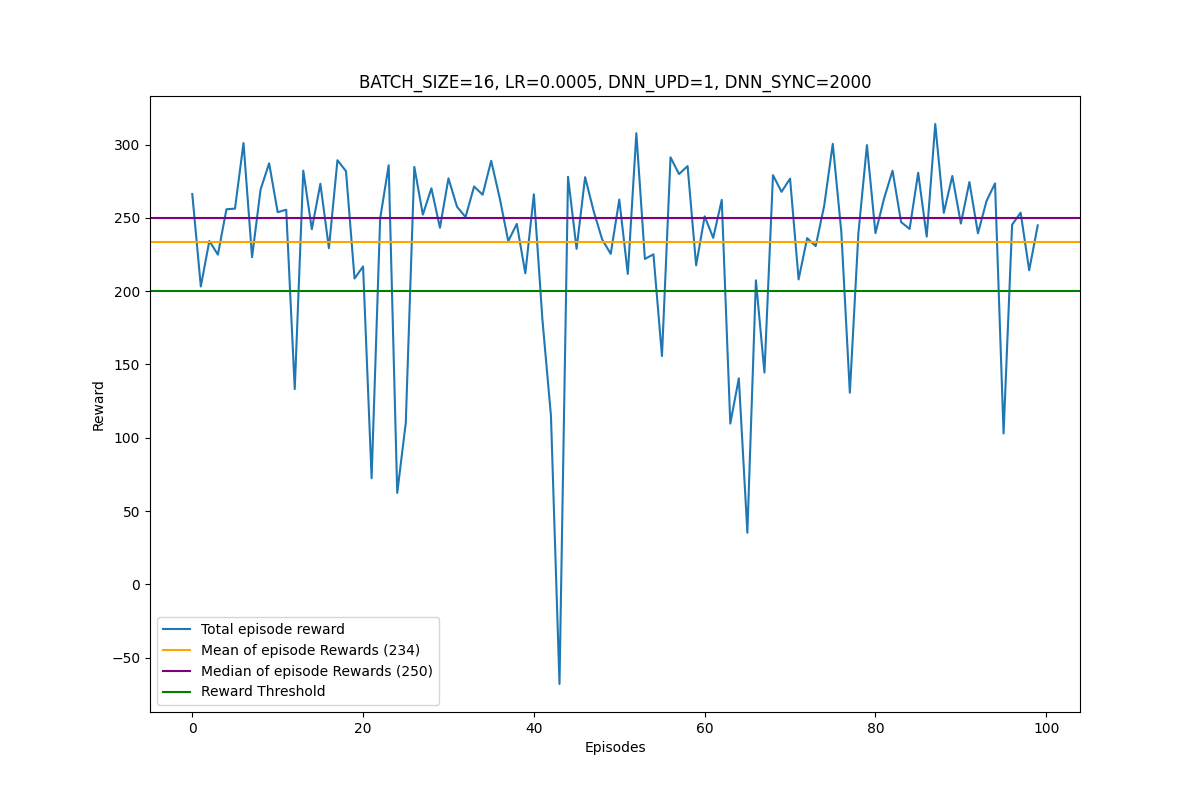 BATCH_SIZE=16, LR=0.0005, DNN_UPD=1, DNN_SYNC=2000
300
250
200
150
100
50
0
−50
Reward
Total episode reward
Mean of episode Rewards (234)
Median of episode Rewards (250)
Reward Threshold
0 20 40 60 80 100
Episodes